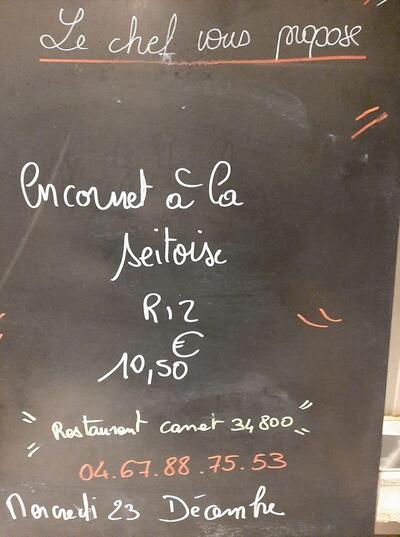 Le chef vous propose
Encornet à la
seitoise
Riz
10,50€
Restaurant canet 34800
04.67.88.75.53
Mercredi 23 Décembre